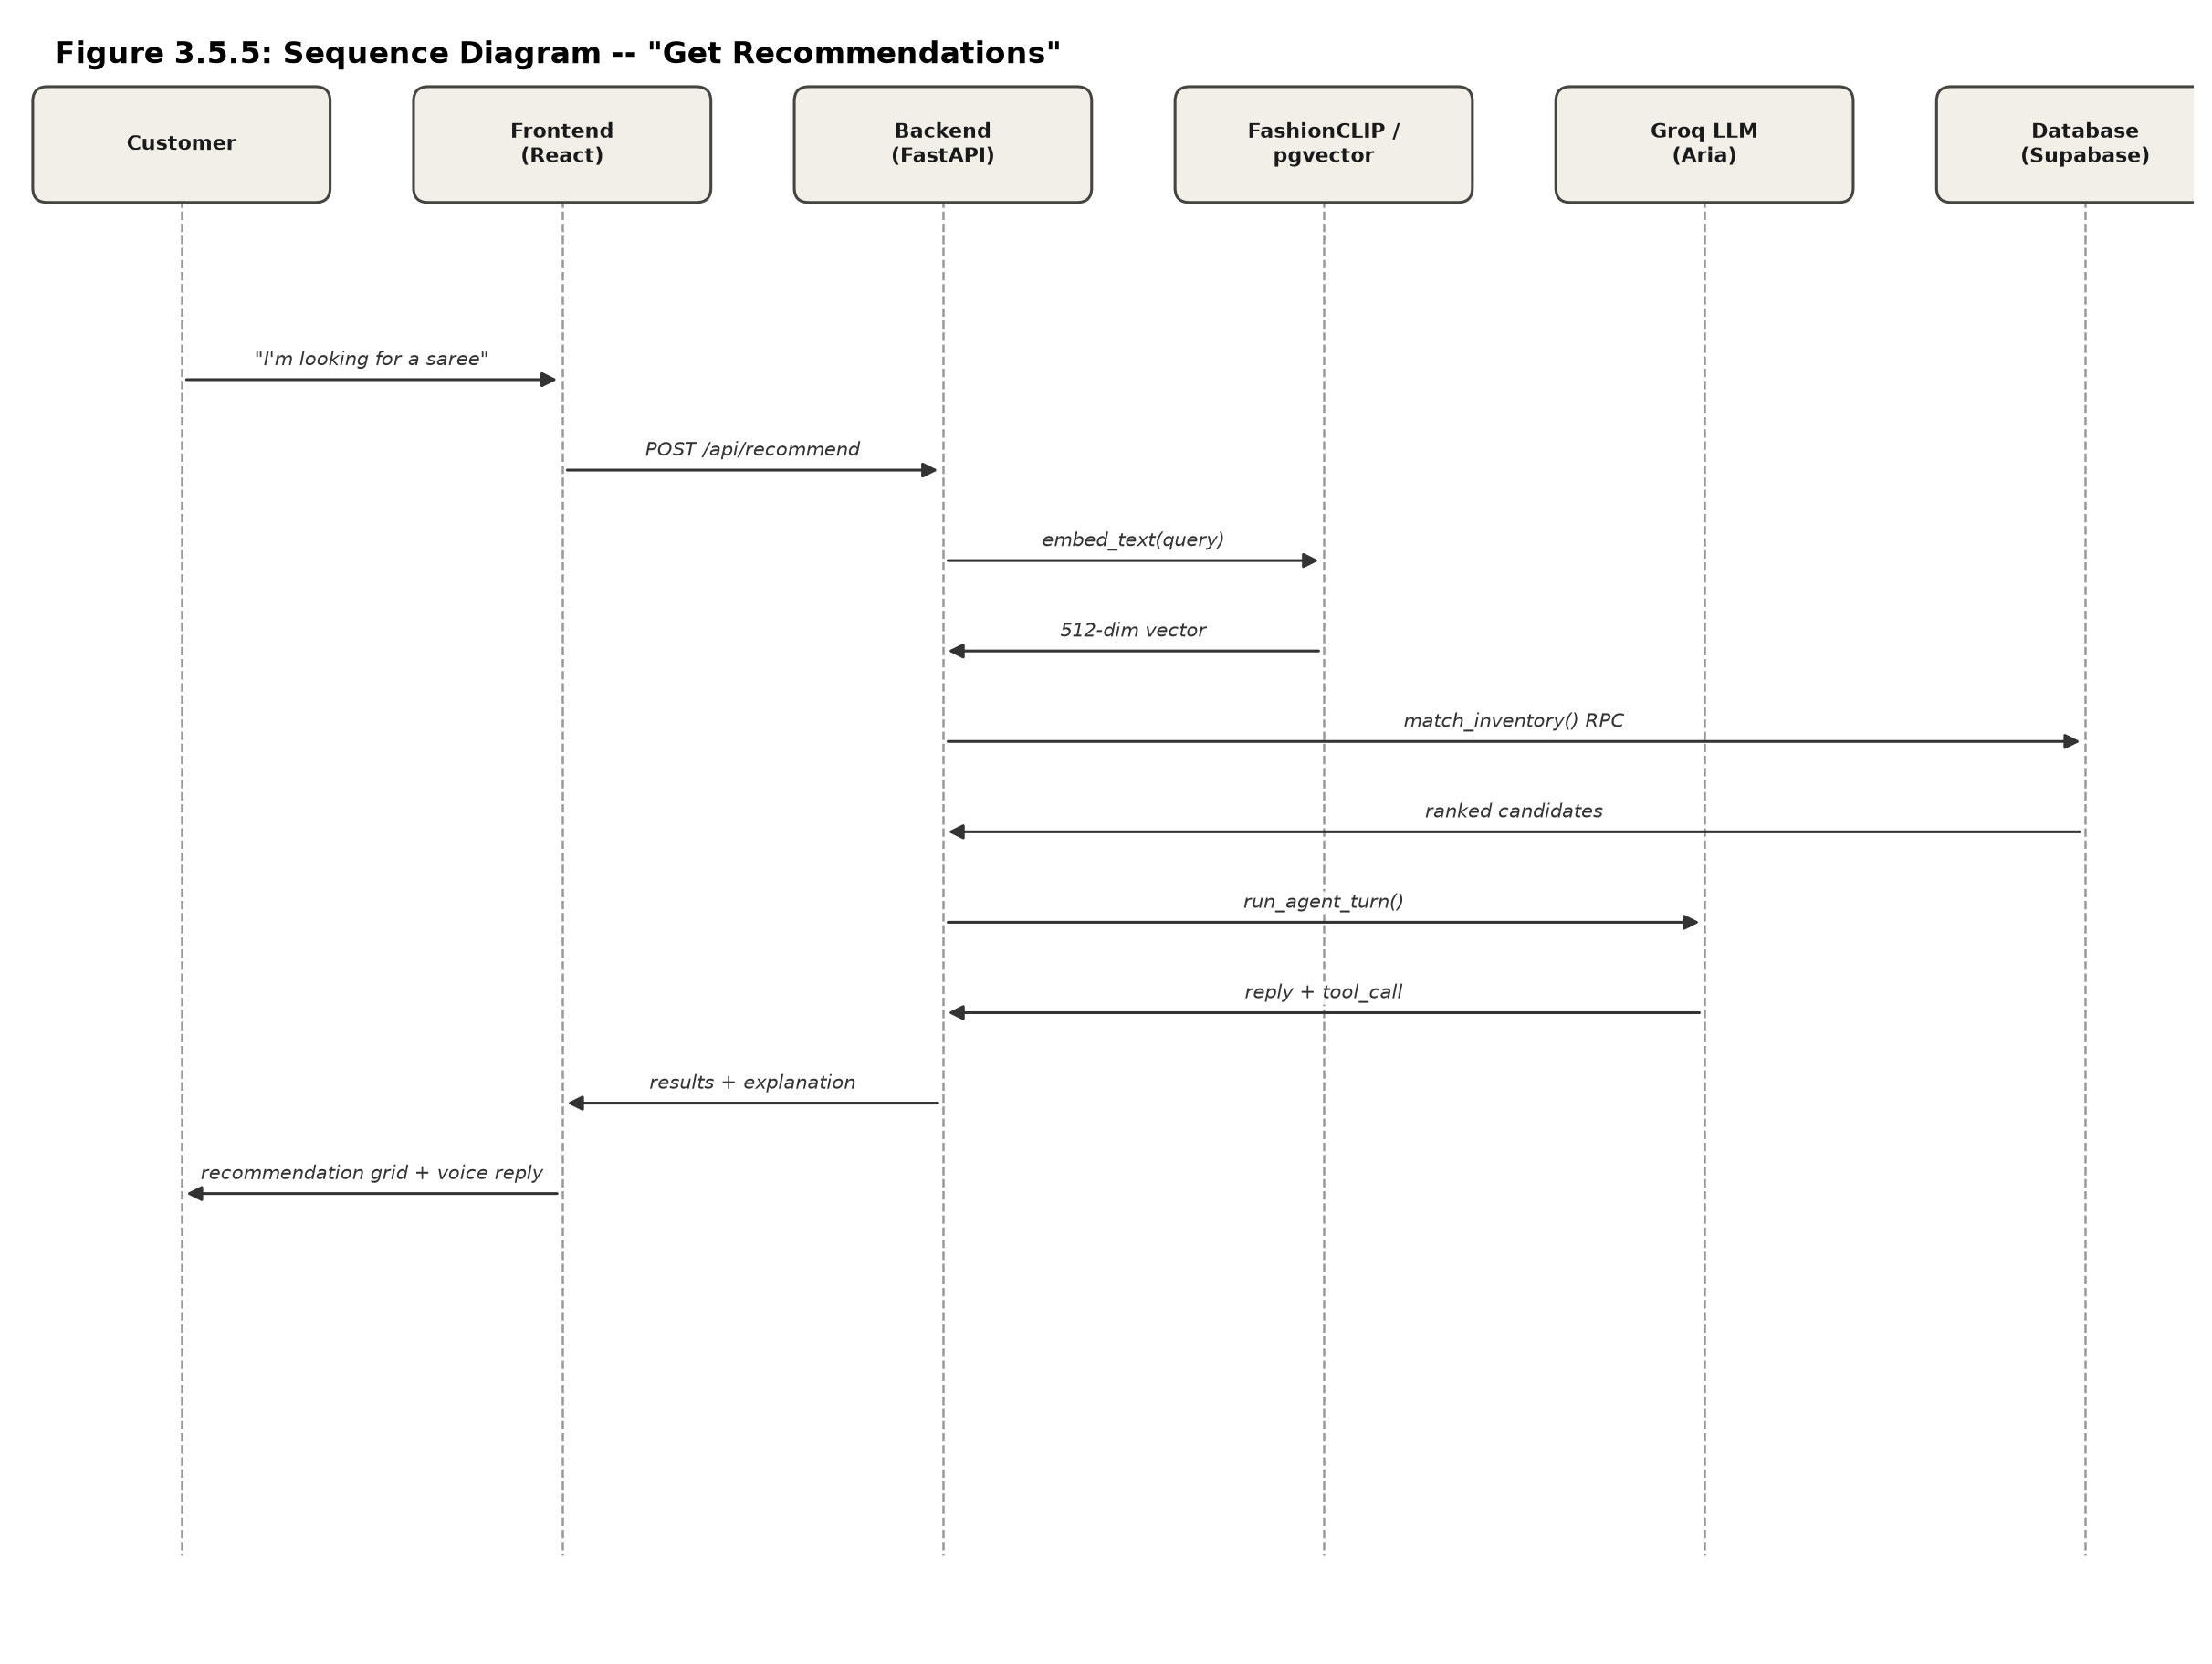 Figure 3.5.5: Sequence Diagram -- "Get Recommendations"
Customer
Frontend
(React)
Backend
(FastAPI)
FashionCLIP /
pgvector
Groq LLM
(Aria)
Database
(Supabase)
"I'm looking for a saree"
POST /api/recommend
embed_text(query)
512-dim vector
match_inventory() RPC
ranked candidates
run_agent_turn()
reply + tool_call
results + explanation
recommendation grid + voice reply